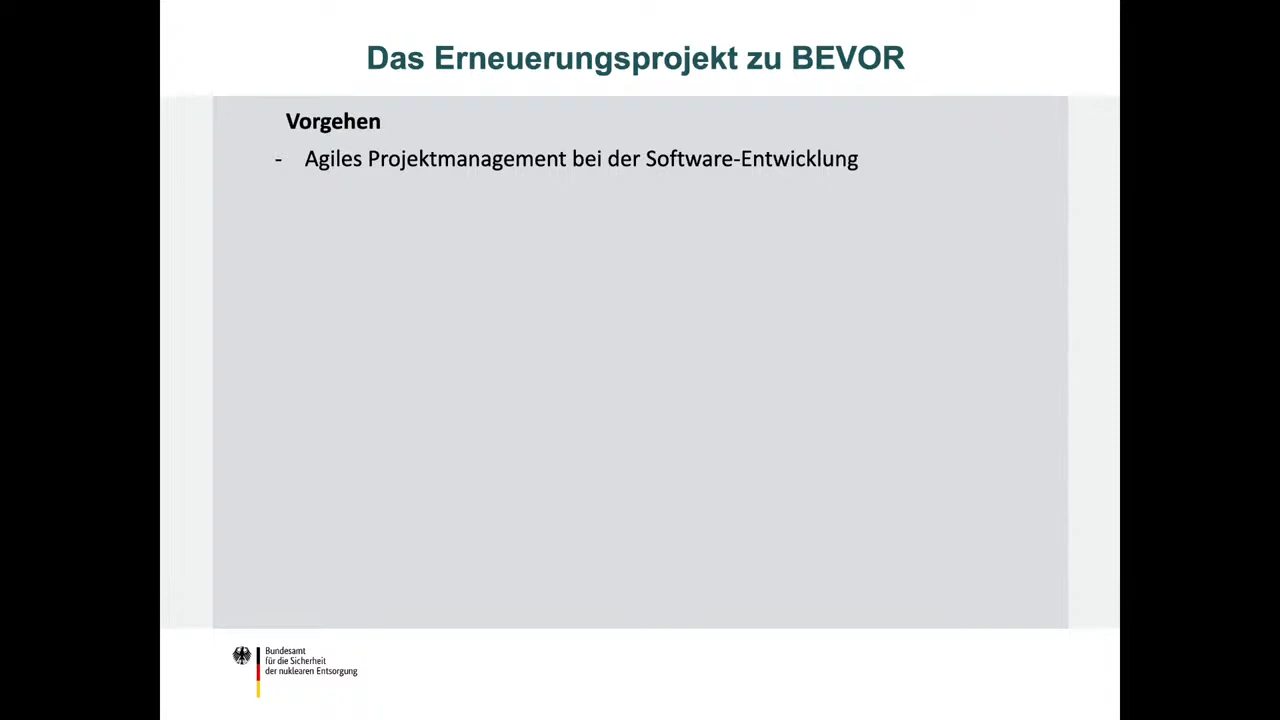 Das Erneuerungsprojekt zu BEVOR
Vorgehen
- Agiles Projektmanagement bei der Software-Entwicklung
Bundesamt
für die Sicherheit
der nuklearen Entsorgung